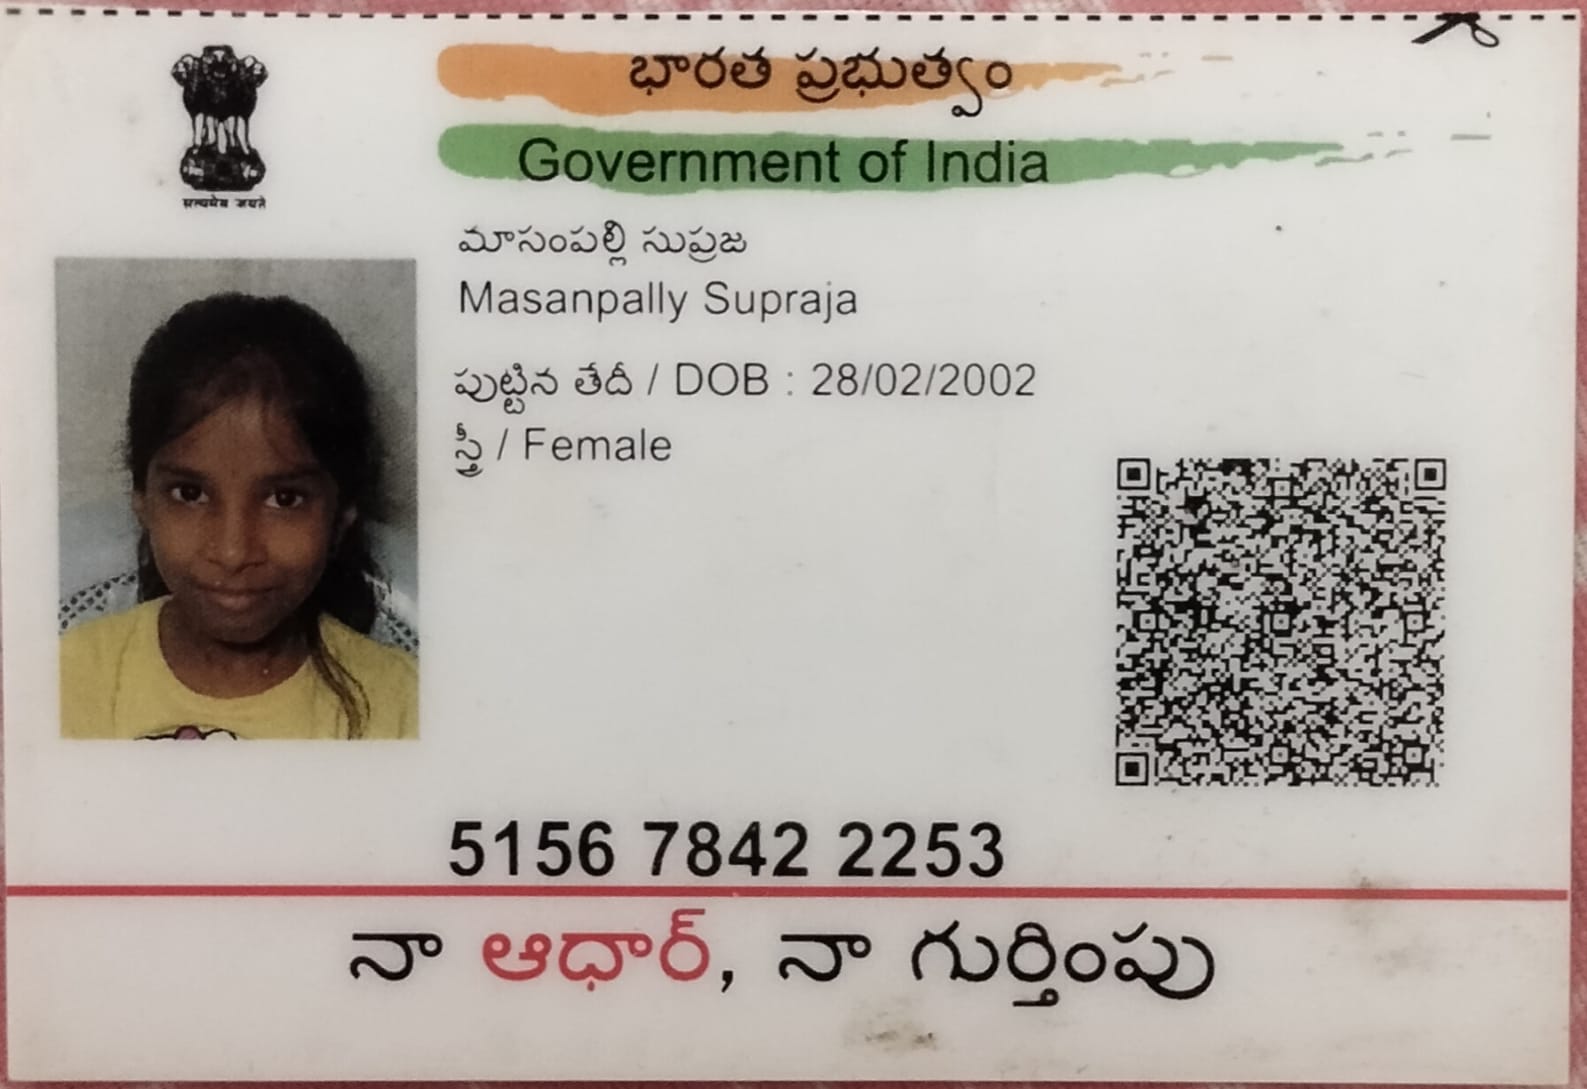 భారత ప్రభుత్వం
Government of India
सत्यमेव जयते
మాసంపల్లి సుప్రజ
Masanpally Supraja
పుట్టిన తేదీ / DOB : 28/02/2002
స్త్రీ / Female
5156 7842 2253
నా ఆధార్, నా గుర్తింపు